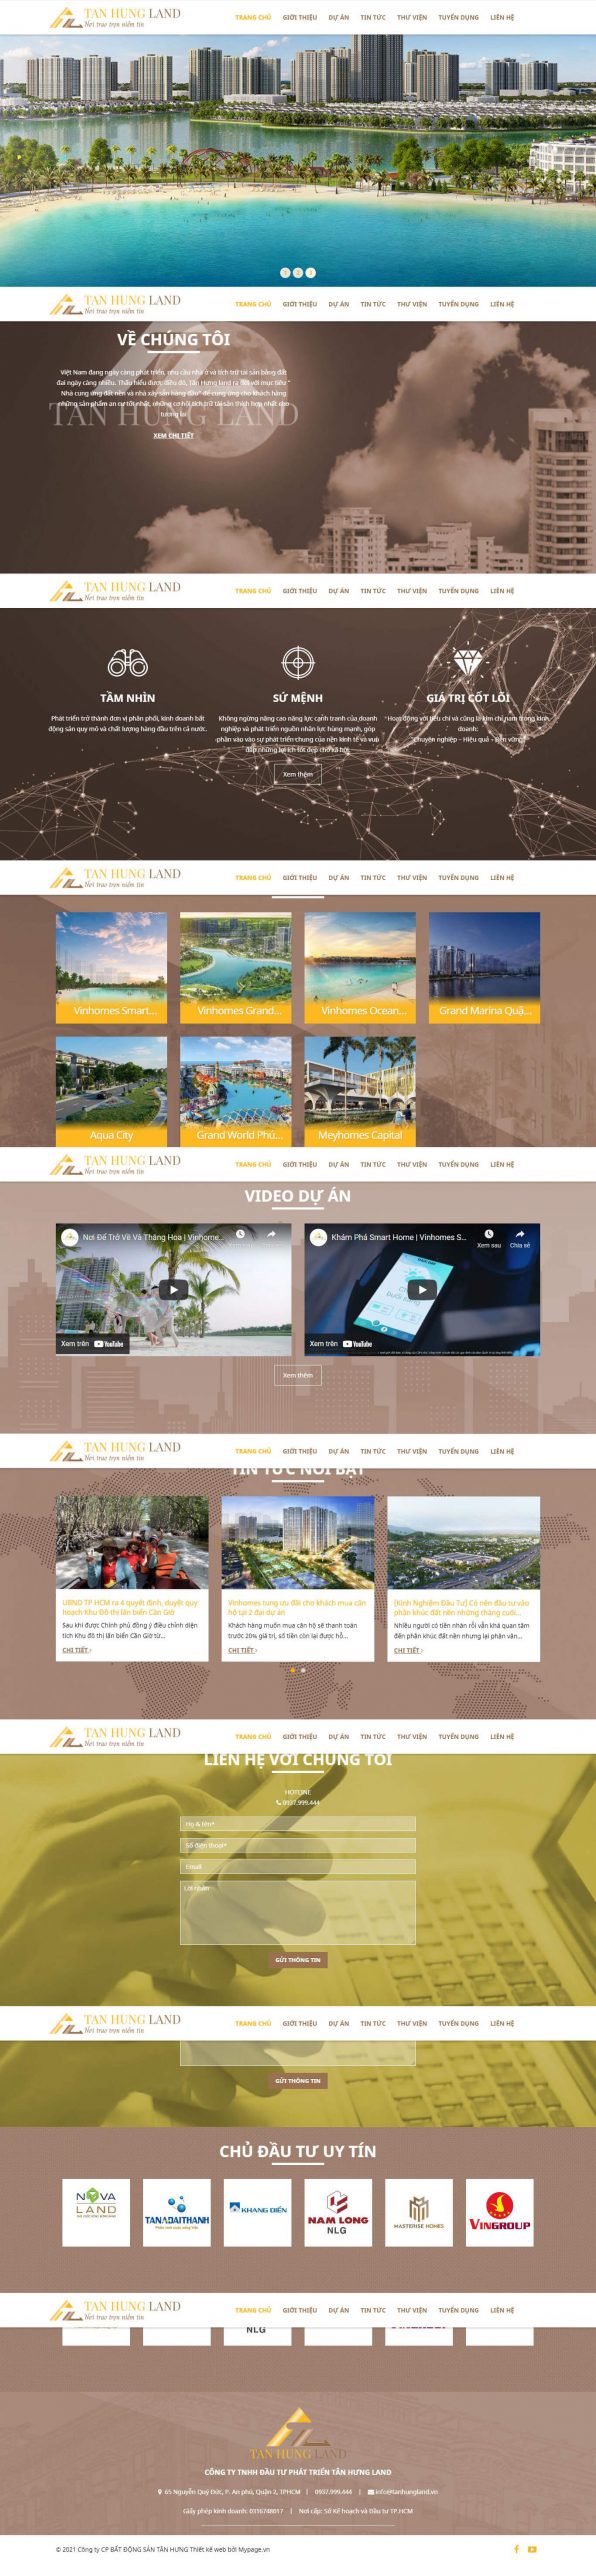 TAN HUNG LAND
Nơi trao trọn niềm tin
TRANG CHỦ GIỚI THIỆU DỰ ÁN TIN TỨC THƯ VIỆN TUYỂN DỤNG LIÊN HỆ
1 2 3
TAN HUNG LAND
Nơi trao trọn niềm tin
TRANG CHỦ GIỚI THIỆU DỰ ÁN TIN TỨC THƯ VIỆN TUYỂN DỤNG LIÊN HỆ
VỀ CHÚNG TÔI
Việt Nam đang ngày càng phát triển, nhu cầu nhà ở và tích trữ tài sản bằng đất
đai ngày càng nhiều. Thấu hiểu được điều đó, Tân Hưng land ra đời với mục tiêu "
Nhà cung ứng đất nền và nhà xây sẵn hàng đầu" để cung ứng cho khách hàng
những sản phẩm an cư tốt nhất, những cơ hội tích trữ tài sản thích hợp nhất cho
tương lai
TAN HUNG LAND
XEM CHI TIẾT
TAN HUNG LAND
Nơi trao trọn niềm tin
TRANG CHỦ GIỚI THIỆU DỰ ÁN TIN TỨC THƯ VIỆN TUYỂN DỤNG LIÊN HỆ
TẦM NHÌN
Phát triển trở thành đơn vị phân phối, kinh doanh bất
động sản quy mô và chất lượng hàng đầu trên cả nước.
SỨ MỆNH
Không ngừng nâng cao năng lực cạnh tranh của doanh
nghiệp và phát triển nguồn nhân lực hùng mạnh, góp
phần vào vào sự phát triển chung của nền kinh tế và vun
đắp những lợi ích tốt đẹp cho xã hội.
GIÁ TRỊ CỐT LÕI
"Hoạt động với tiêu chí và cũng là kim chỉ nam trong kinh
doanh:
"Chuyên nghiệp - Hiệu quả - Bền vững"
Xem thêm
TAN HUNG LAND
Nơi trao trọn niềm tin
TRANG CHỦ GIỚI THIỆU DỰ ÁN TIN TỨC THƯ VIỆN TUYỂN DỤNG LIÊN HỆ
Vinhomes Smart...
Vinhomes Grand...
Vinhomes Ocean...
Grand Marina Quậ...
Aqua City
Grand World Phú...
Meyhomes Capital
TAN HUNG LAND
Nơi trao trọn niềm tin
TRANG CHỦ GIỚI THIỆU DỰ ÁN TIN TỨC THƯ VIỆN TUYỂN DỤNG LIÊN HỆ
VIDEO DỰ ÁN
Nơi Để Trở Về Và Thăng Hoa | Vinhome...
Xem trên YouTube
Khám Phá Smart Home | Vinhomes S...
Xem sau Chia sẻ
Xem trên YouTube
Xem thêm
TAN HUNG LAND
Nơi trao trọn niềm tin
TRANG CHỦ GIỚI THIỆU DỰ ÁN TIN TỨC THƯ VIỆN TUYỂN DỤNG LIÊN HỆ
TIN TỨC NỔI BẬT
UBND TP HCM ra 4 quyết định, duyệt quy
hoạch Khu Đô thị lấn biển Cần Giờ
Sau khi được Chính phủ đồng ý điều chỉnh diện
tích Khu đô thị lấn biển Cần Giờ từ...
CHI TIẾT ›
Vinhomes tung ưu đãi cho khách mua căn
hộ tại 2 đại dự án
Khách hàng muốn mua căn hộ sẽ thanh toán
trước 20% giá trị, số tiền còn lại được hỗ...
CHI TIẾT ›
[Kinh Nghiệm Đầu Tư] Có nên đầu tư vào
phân khúc đất nền những tháng cuối...
Nhiều người có tiền nhàn rỗi vẫn khá quan tâm
đến phân khúc đất nền nhưng lại phân vân...
CHI TIẾT ›
TAN HUNG LAND
Nơi trao trọn niềm tin
TRANG CHỦ GIỚI THIỆU DỰ ÁN TIN TỨC THƯ VIỆN TUYỂN DỤNG LIÊN HỆ
LIÊN HỆ VỚI CHÚNG TÔI
HOTLINE
0937.999.444
Họ & tên*
Số điện thoại*
Email
Lời nhắn
GỬI THÔNG TIN
TAN HUNG LAND
Nơi trao trọn niềm tin
TRANG CHỦ GIỚI THIỆU DỰ ÁN TIN TỨC THƯ VIỆN TUYỂN DỤNG LIÊN HỆ
GỬI THÔNG TIN
CHỦ ĐẦU TƯ UY TÍN
NOVA
LAND
TANADAITHANH
KHANG ĐIỀN
NAM LONG
NLG
MASTERISE HOMES
VINGROUP
TAN HUNG LAND
Nơi trao trọn niềm tin
TRANG CHỦ GIỚI THIỆU DỰ ÁN TIN TỨC THƯ VIỆN TUYỂN DỤNG LIÊN HỆ
NLG
TAN HUNG LAND
CÔNG TY TNHH ĐẦU TƯ PHÁT TRIỂN TÂN HƯNG LAND
65 Nguyễn Quý Đức, P. An phú, Quận 2, TPHCM | 0937.999.444 | info@tanhungland.vn
Giấy phép kinh doanh: 0316748017 | Nơi cấp: Sở Kế hoạch và Đầu tư TP.HCM
© 2021 Công ty CP BẤT ĐỘNG SẢN TÂN HƯNG Thiết kế web bởi Mypage.vn